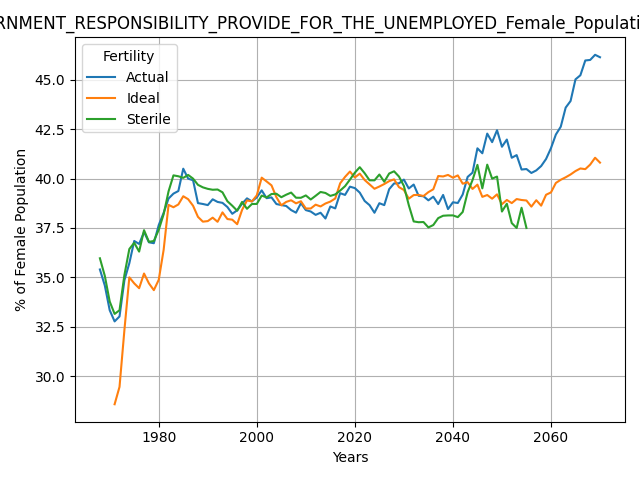 RNMENT_RESPONSIBILITY_PROVIDE_FOR_THE_UNEMPLOYED_Female_Populati
Fertility
Actual
Ideal
Sterile
% of Female Population
45.0
42.5
40.0
37.5
35.0
32.5
30.0
1980
2000
2020
2040
2060
Years